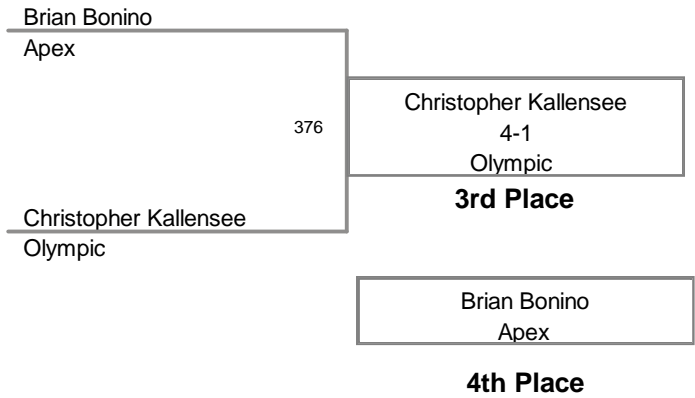 Brian Bonino
Apex
Christopher Kallensee
4-1
Olympic
376
3rd Place
Christopher Kallensee
Olympic
Brian Bonino
Apex
4th Place